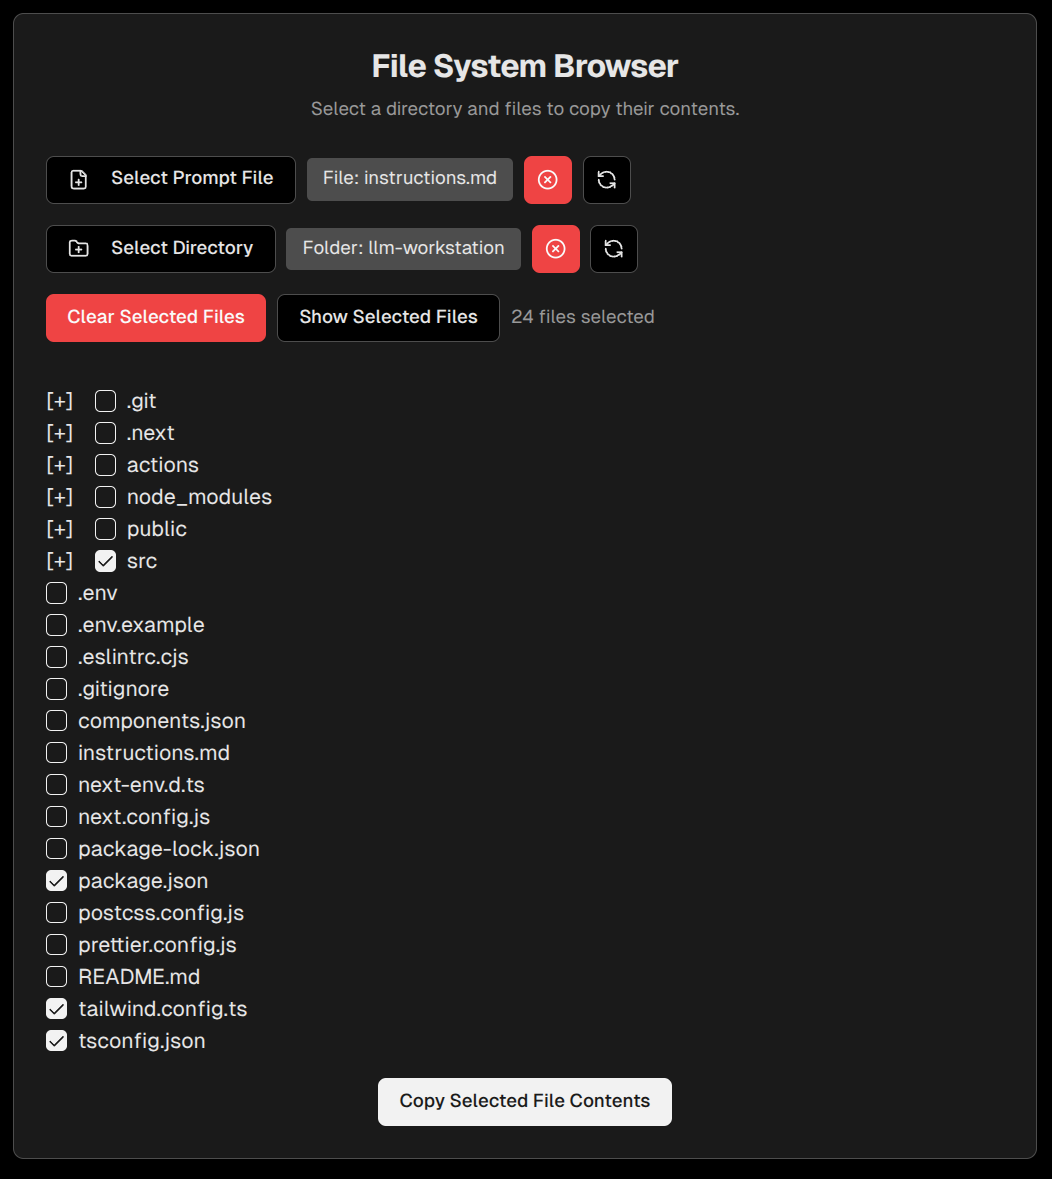 File System Browser
Select a directory and files to copy their contents.
Select Prompt File File: instructions.md
Select Directory Folder: llm-workstation
Clear Selected Files Show Selected Files 24 files selected
[+] .git
[+] .next
[+] actions
[+] node_modules
[+] public
[+] src
.env
.env.example
.eslintrc.cjs
.gitignore
components.json
instructions.md
next-env.d.ts
next.config.js
package-lock.json
package.json
postcss.config.js
prettier.config.js
README.md
tailwind.config.ts
tsconfig.json
Copy Selected File Contents